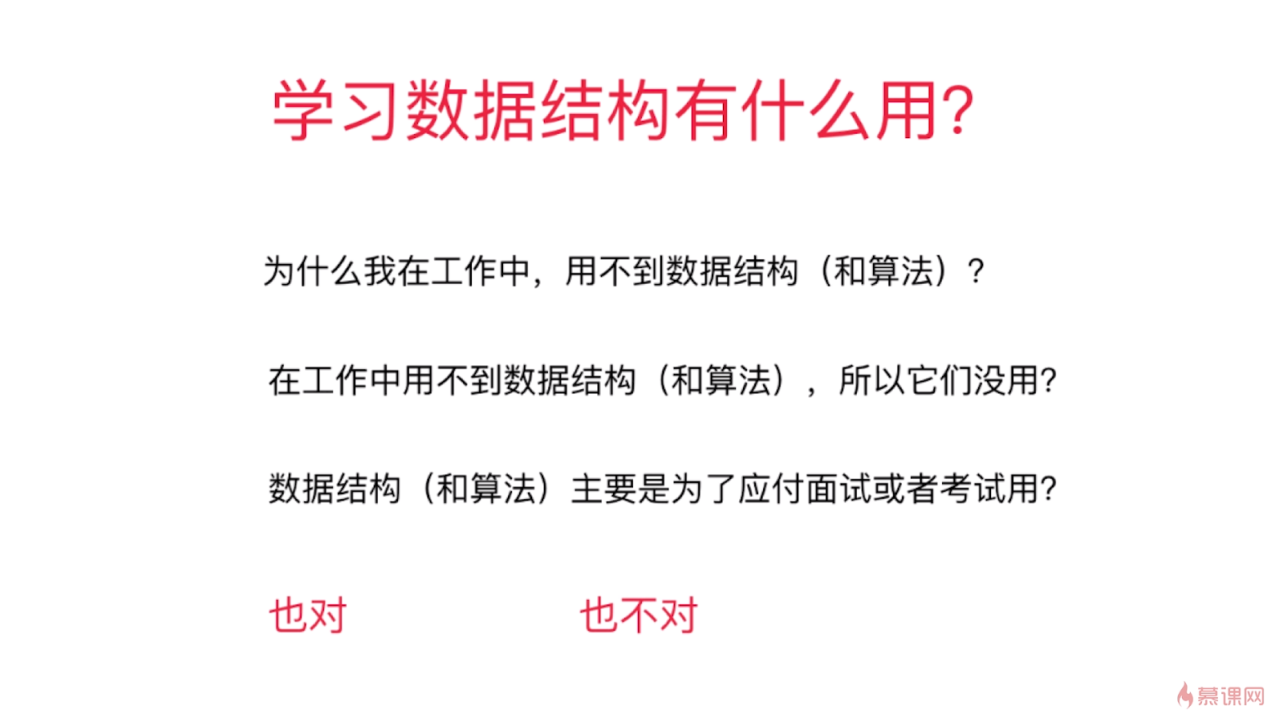 学习数据结构有什么用?
为什么我在工作中，用不到数据结构（和算法）?
在工作中用不到数据结构（和算法），所以它们没用?
数据结构（和算法）主要是为了应付面试或者考试用?
也对 也不对
慕课网